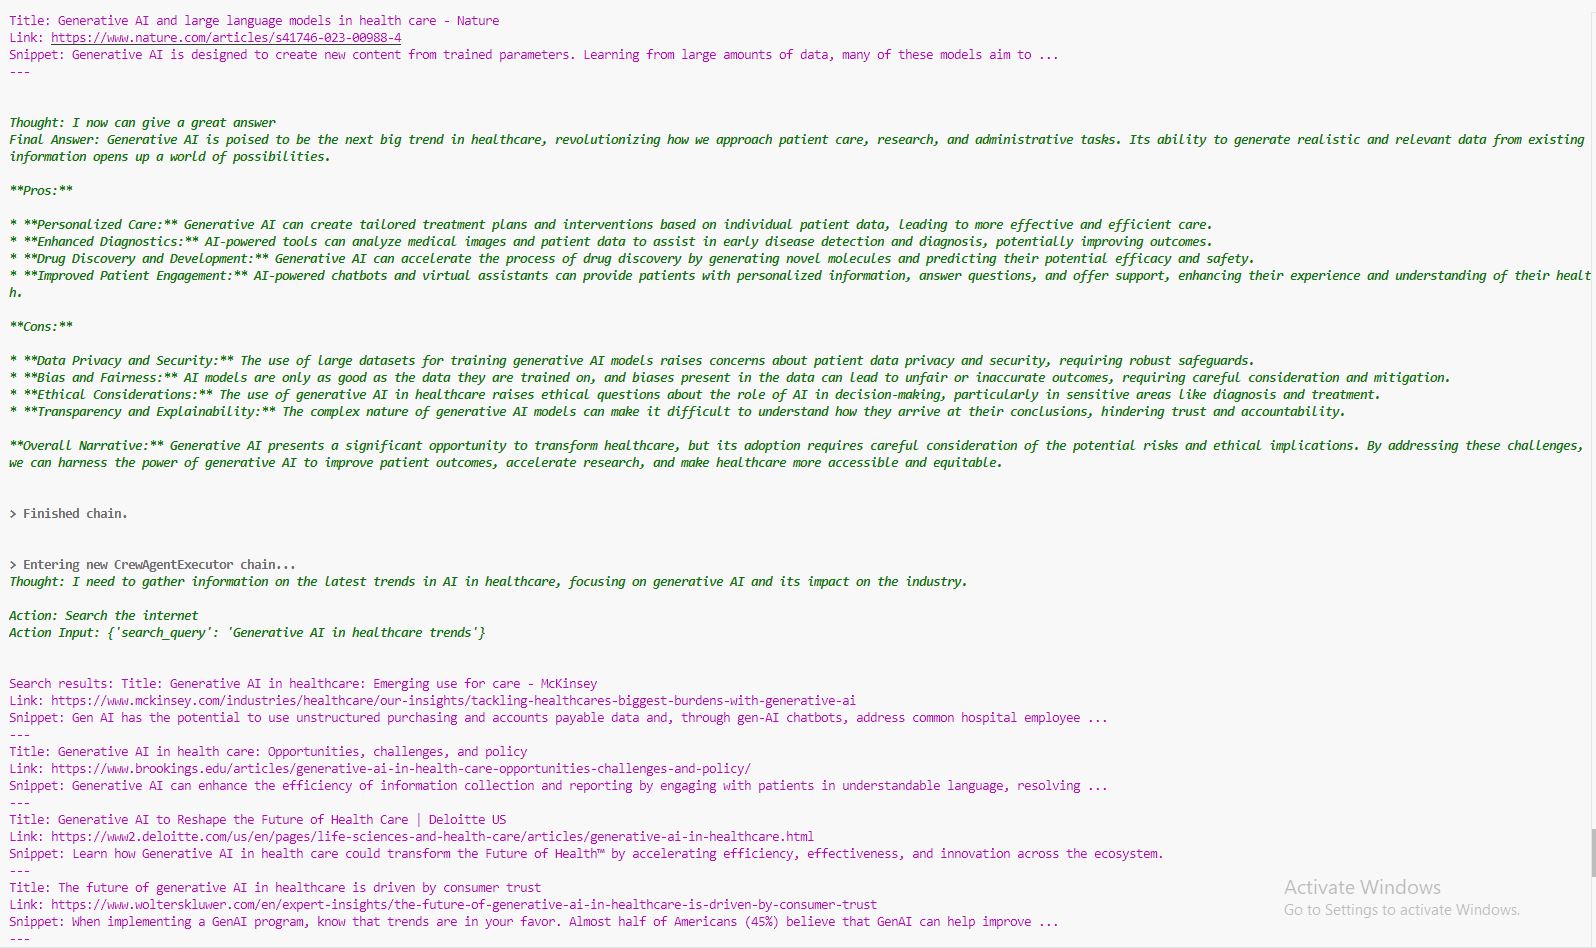 Title: Generative AI and large language models in health care - Nature
Link: https://www.nature.com/articles/s41746-023-00988-4
Snippet: Generative AI is designed to create new content from trained parameters. Learning from large amounts of data, many of these models aim to ...
---
Thought: I now can give a great answer
Final Answer: Generative AI is poised to be the next big trend in healthcare, revolutionizing how we approach patient care, research, and administrative tasks. Its ability to generate realistic and relevant data from existing
information opens up a world of possibilities.
**Pros:**
* **Personalized Care:** Generative AI can create tailored treatment plans and interventions based on individual patient data, leading to more effective and efficient care.
* **Enhanced Diagnostics:** AI-powered tools can analyze medical images and patient data to assist in early disease detection and diagnosis, potentially improving outcomes.
* **Drug Discovery and Development:** Generative AI can accelerate the process of drug discovery by generating novel molecules and predicting their potential efficacy and safety.
* **Improved Patient Engagement:** AI-powered chatbots and virtual assistants can provide patients with personalized information, answer questions, and offer support, enhancing their experience and understanding of their healt
h.
**Cons:**
* **Data Privacy and Security:** The use of large datasets for training generative AI models raises concerns about patient data privacy and security, requiring robust safeguards.
* **Bias and Fairness:** AI models are only as good as the data they are trained on, and biases present in the data can lead to unfair or inaccurate outcomes, requiring careful consideration and mitigation.
* **Ethical Considerations:** The use of generative AI in healthcare raises ethical questions about the role of AI in decision-making, particularly in sensitive areas like diagnosis and treatment.
* **Transparency and Explainability:** The complex nature of generative AI models can make it difficult to understand how they arrive at their conclusions, hindering trust and accountability.
**Overall Narrative:** Generative AI presents a significant opportunity to transform healthcare, but its adoption requires careful consideration of the potential risks and ethical implications. By addressing these challenges,
we can harness the power of generative AI to improve patient outcomes, accelerate research, and make healthcare more accessible and equitable.
> Finished chain.
> Entering new CrewAgentExecutor chain...
Thought: I need to gather information on the latest trends in AI in healthcare, focusing on generative AI and its impact on the industry.
Action: Search the internet
Action Input: {'search_query': 'Generative AI in healthcare trends'}
Search results: Title: Generative AI in healthcare: Emerging use for care - McKinsey
Link: https://www.mckinsey.com/industries/healthcare/our-insights/tackling-healthcares-biggest-burdens-with-generative-ai
Snippet: Gen AI has the potential to use unstructured purchasing and accounts payable data and, through gen-AI chatbots, address common hospital employee ...
---
Title: Generative AI in health care: Opportunities, challenges, and policy
Link: https://www.brookings.edu/articles/generative-ai-in-health-care-opportunities-challenges-and-policy/
Snippet: Generative AI can enhance the efficiency of information collection and reporting by engaging with patients in understandable language, resolving ...
---
Title: Generative AI to Reshape the Future of Health Care | Deloitte US
Link: https://www2.deloitte.com/us/en/pages/life-sciences-and-health-care/articles/generative-ai-in-healthcare.html
Snippet: Learn how Generative AI in health care could transform the Future of Health™ by accelerating efficiency, effectiveness, and innovation across the ecosystem.
---
Title: The future of generative AI in healthcare is driven by consumer trust
Link: https://www.wolterskluwer.com/en/expert-insights/the-future-of-generative-ai-in-healthcare-is-driven-by-consumer-trust
Snippet: When implementing a GenAI program, know that trends are in your favor. Almost half of Americans (45%) believe that GenAI can help improve ...
---
Activate Windows
Go to Settings to activate Windows.